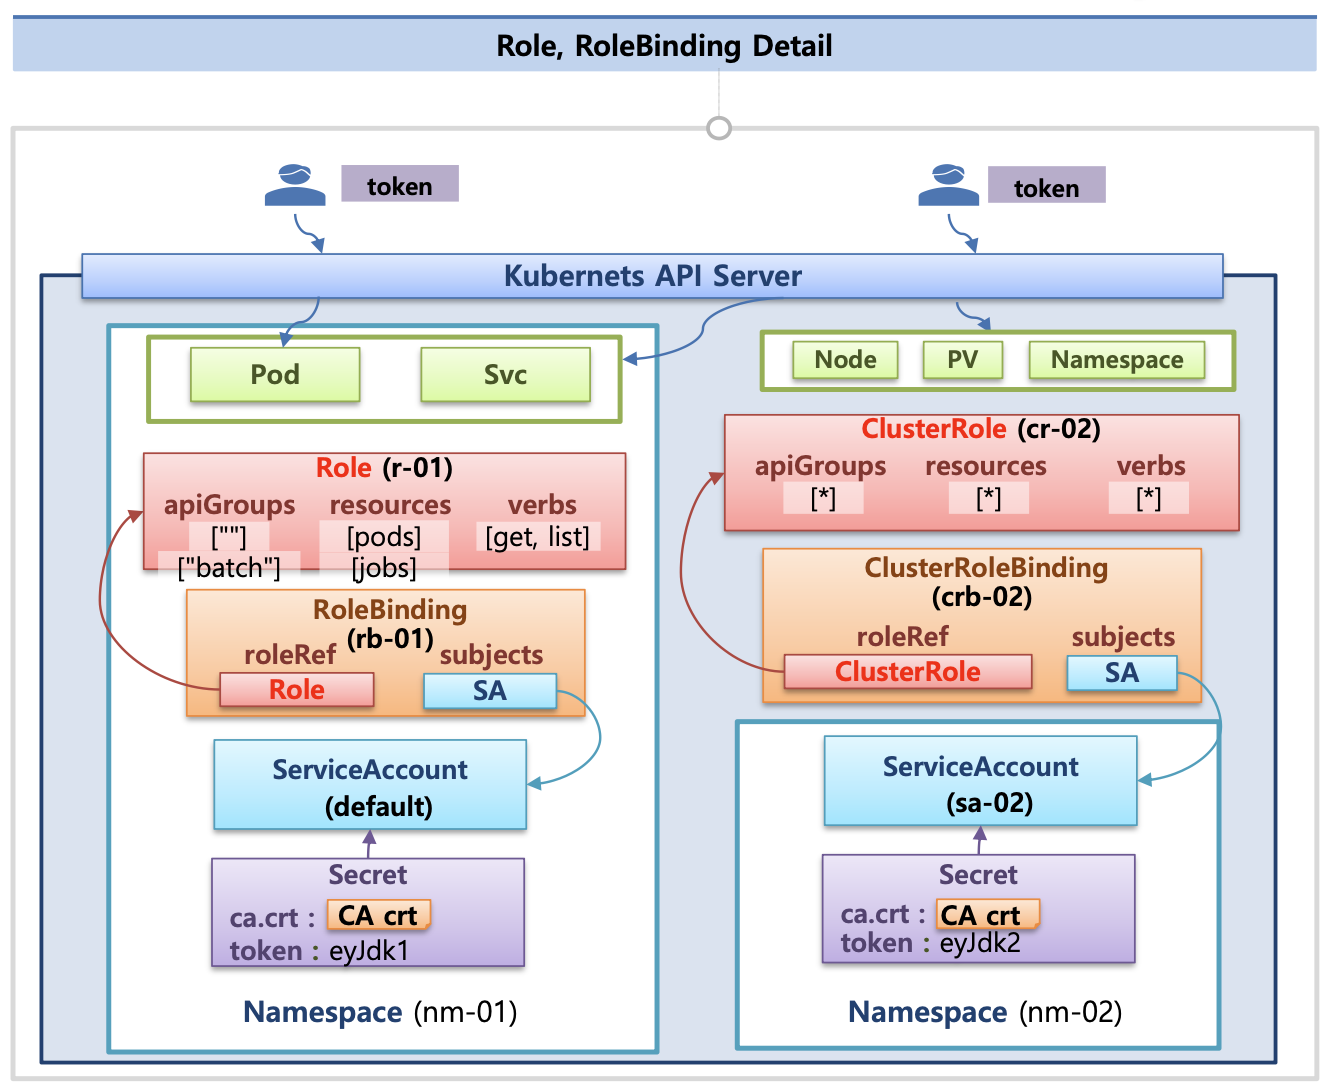 Role, RoleBinding Detail
token
token
Kubernets API Server
Pod
Svc
Node
PV
Namespace
Role (r-01)
apiGroups
resources
verbs
[""]
[pods]
[get, list]
["batch"]
[jobs]
ClusterRole (cr-02)
apiGroups
resources
verbs
[*]
[*]
[*]
RoleBinding
(rb-01)
roleRef
subjects
Role
SA
ClusterRoleBinding
(crb-02)
roleRef
subjects
ClusterRole
SA
ServiceAccount
(default)
Secret
ca.crt : CA crt
token : eyJdk1
Namespace (nm-01)
ServiceAccount
(sa-02)
Secret
ca.crt : CA crt
token : eyJdk2
Namespace (nm-02)